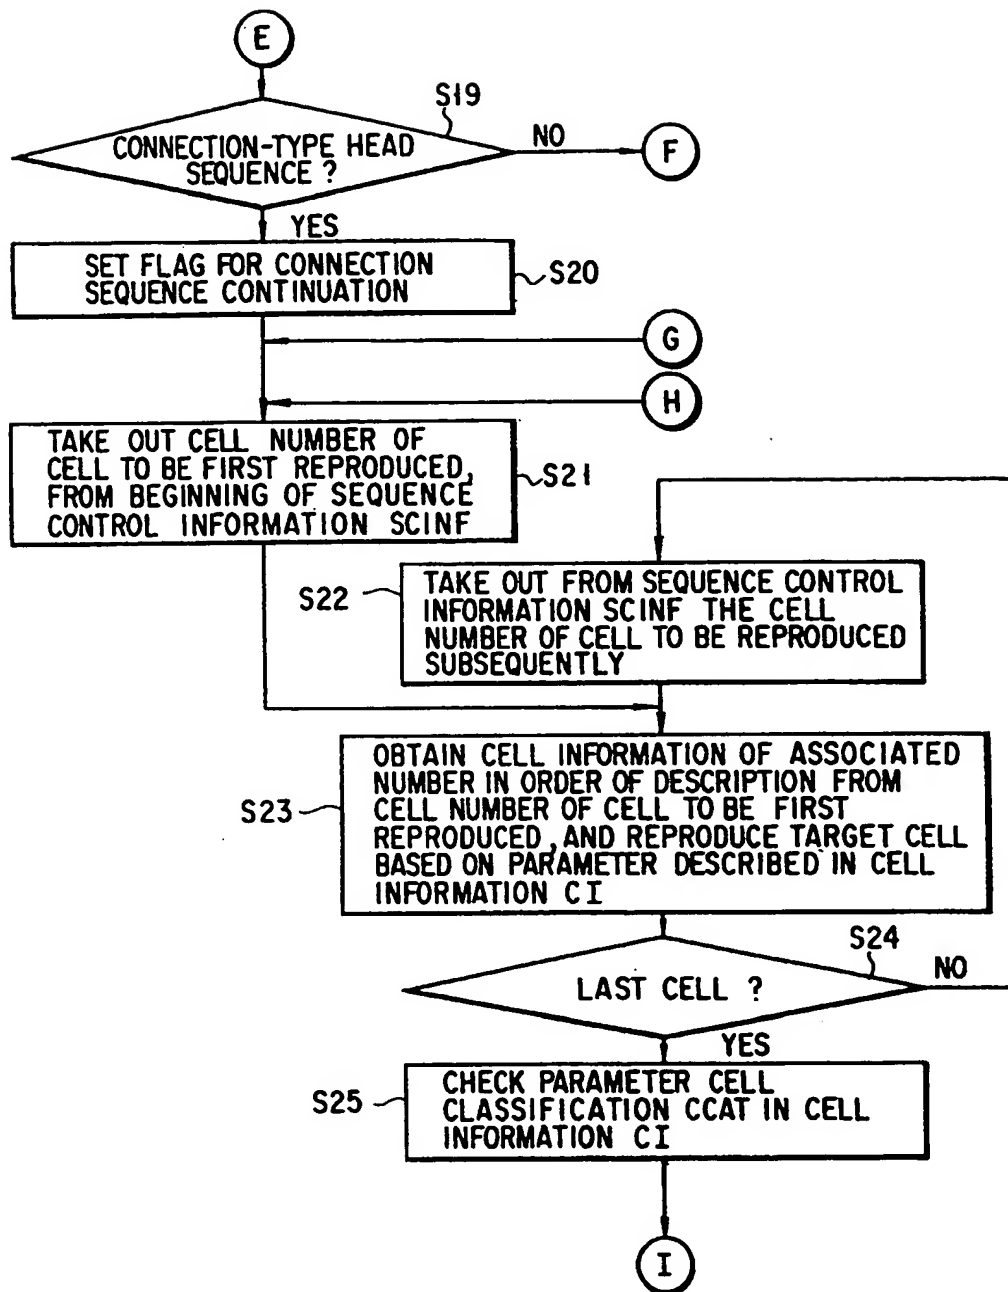 E
S19
CONNECTION-TYPE HEAD
SEQUENCE ?
NO
F
YES
SET FLAG FOR CONNECTION
SEQUENCE CONTINUATION
S20
G
H
TAKE OUT CELL NUMBER OF
CELL TO BE FIRST REPRODUCED,
FROM BEGINNING OF SEQUENCE
CONTROL INFORMATION SCINF
S21
S22
TAKE OUT FROM SEQUENCE CONTROL
INFORMATION SCINF THE CELL
NUMBER OF CELL TO BE REPRODUCED
SUBSEQUENTLY
S23
OBTAIN CELL INFORMATION OF ASSOCIATED
NUMBER IN ORDER OF DESCRIPTION FROM
CELL NUMBER OF CELL TO BE FIRST
REPRODUCED, AND REPRODUCE TARGET CELL
BASED ON PARAMETER DESCRIBED IN CELL
INFORMATION CI
S24
LAST CELL ?
NO
YES
S25
CHECK PARAMETER CELL
CLASSIFICATION CCAT IN CELL
INFORMATION CI
I